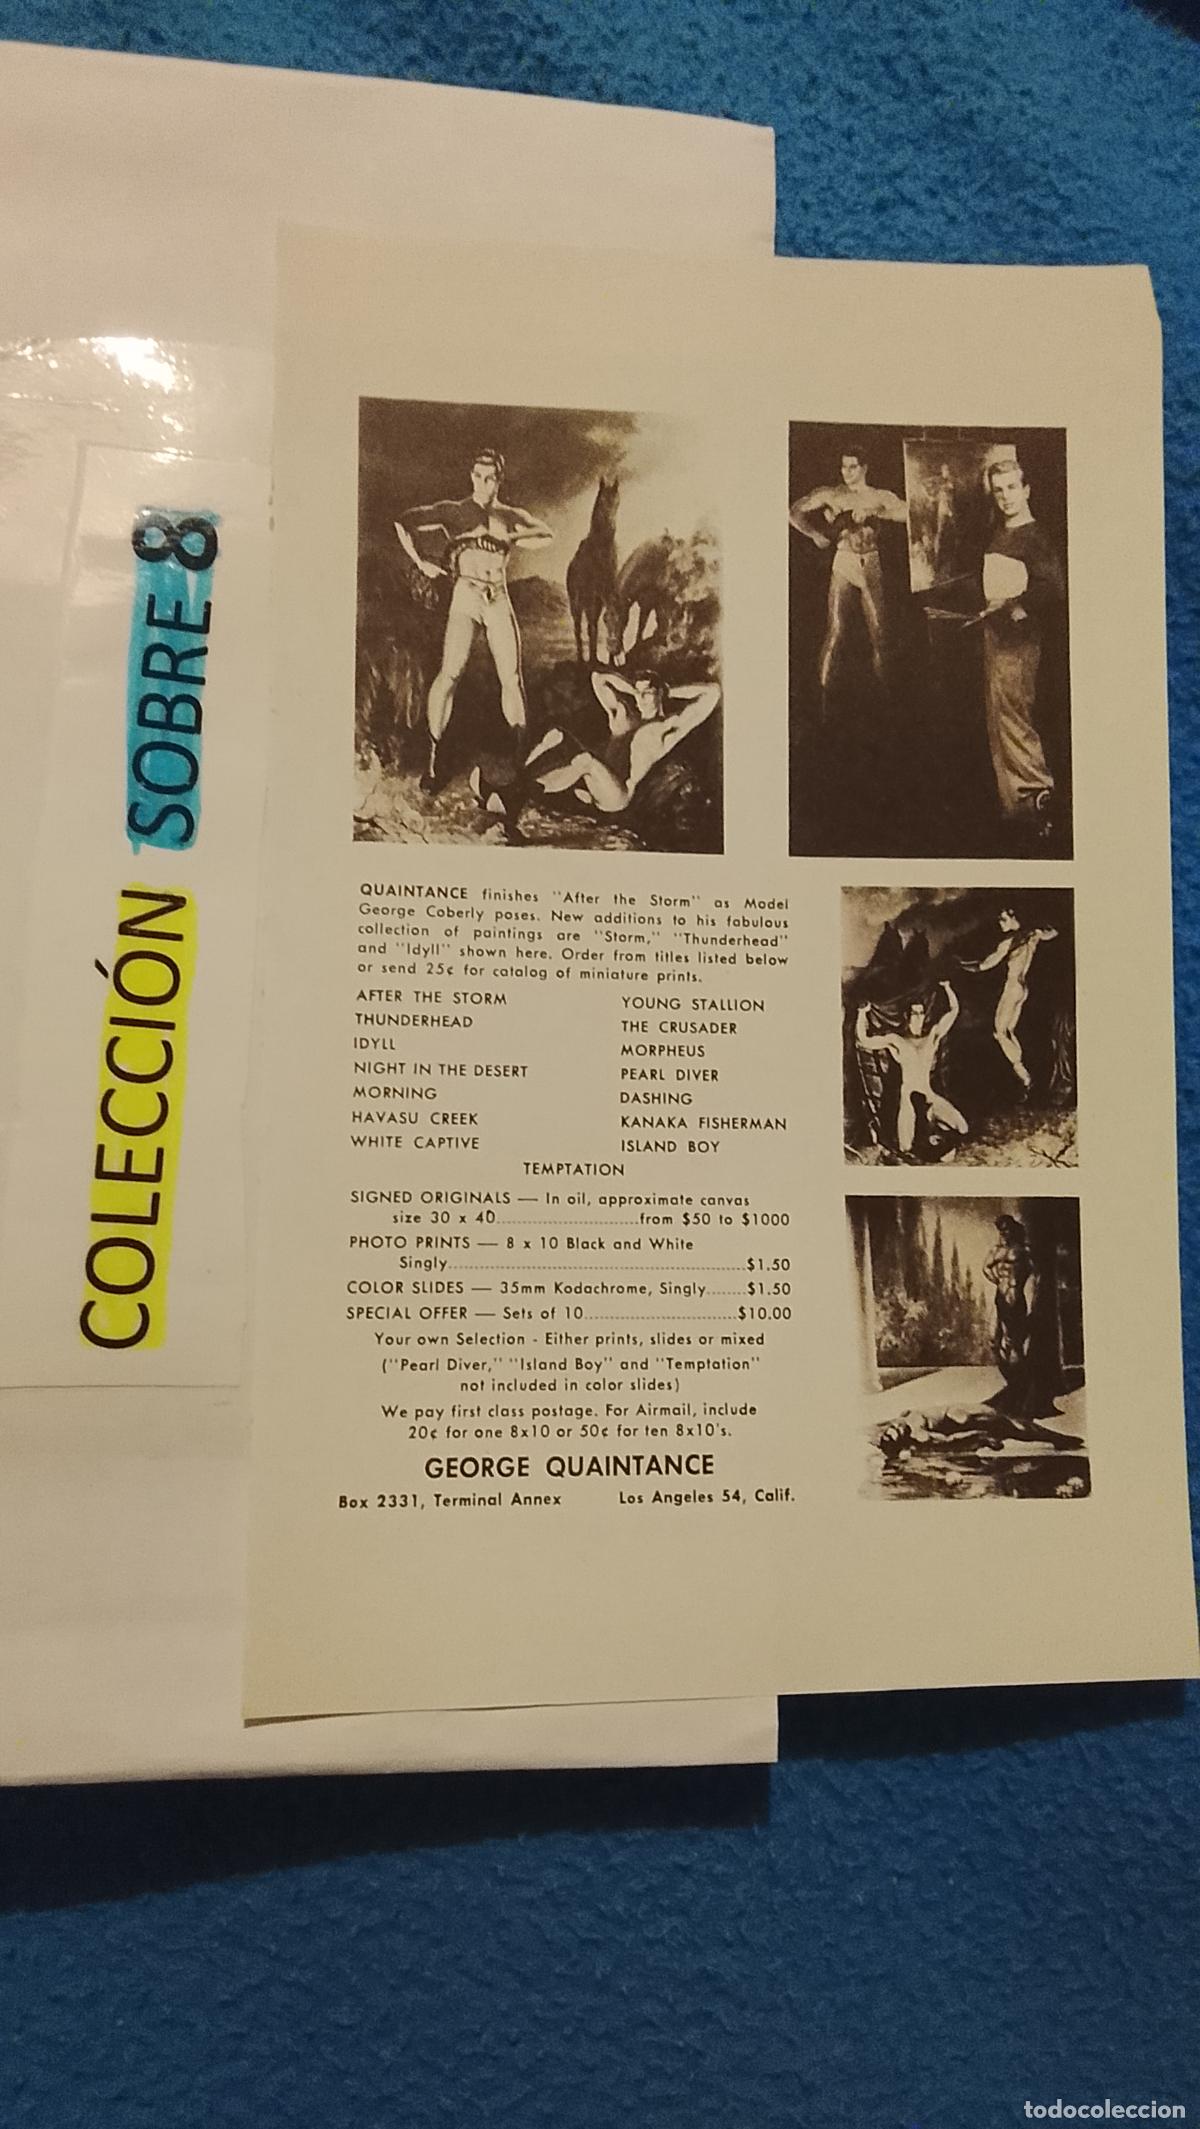 COLECCIÓN SOBRE 8
QUAINTANCE finishes "After the Storm" as Model
George Coberly poses. New additions to his fabulous
collection of paintings are "Storm," "Thunderhead"
and "Idyll" shown here. Order from titles listed below
or send 25¢ for catalog of miniature prints.
AFTER THE STORM
THUNDERHEAD
IDYLL
NIGHT IN THE DESERT
MORNING
HAVASU CREEK
WHITE CAPTIVE
YOUNG STALLION
THE CRUSADER
MORPHEUS
PEARL DIVER
DASHING
KANAKA FISHERMAN
ISLAND BOY
TEMPTATION
SIGNED ORIGINALS — In oil, approximate canvas
size 30 x 40..............................from $50 to $1000
PHOTO PRINTS — 8 x 10 Black and White
Singly..............................................................$1.50
COLOR SLIDES — 35mm Kodachrome, Singly........$1.50
SPECIAL OFFER — Sets of 10................................$10.00
Your own Selection - Either prints, slides or mixed
("Pearl Diver," "Island Boy" and "Temptation"
not included in color slides)
We pay first class postage. For Airmail, include
20¢ for one 8x10 or 50¢ for ten 8x10's.
GEORGE QUAINTANCE
Box 2331, Terminal Annex Los Angeles 54, Calif.
todocoleccion